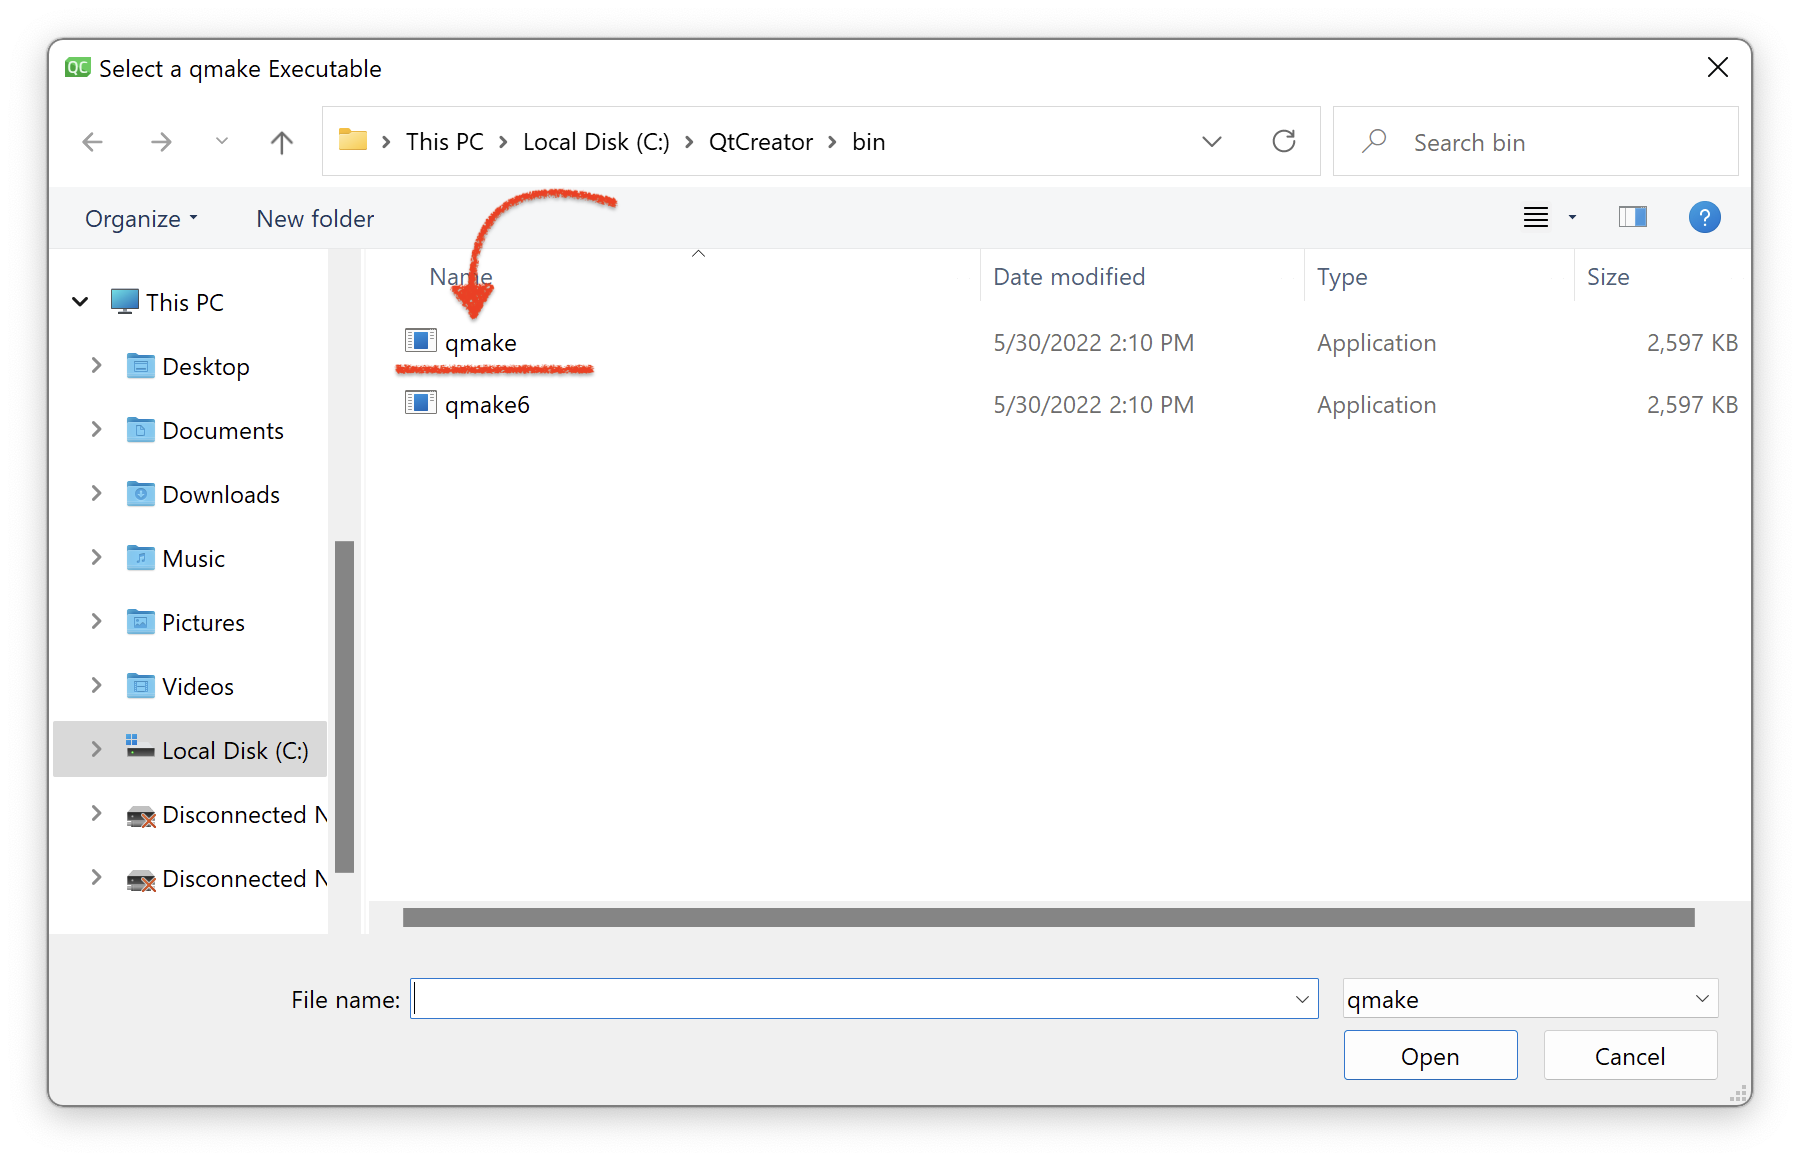 QC Select a qmake Executable
This PC Local Disk (C:) QtCreator bin
Search bin
Organize New folder
?
Name Date modified Type Size
qmake 5/30/2022 2:10 PM Application 2,597 KB
qmake6 5/30/2022 2:10 PM Application 2,597 KB
This PC
Desktop
Documents
Downloads
Music
Pictures
Videos
Local Disk (C:)
Disconnected N
Disconnected N
File name:
qmake
Open Cancel